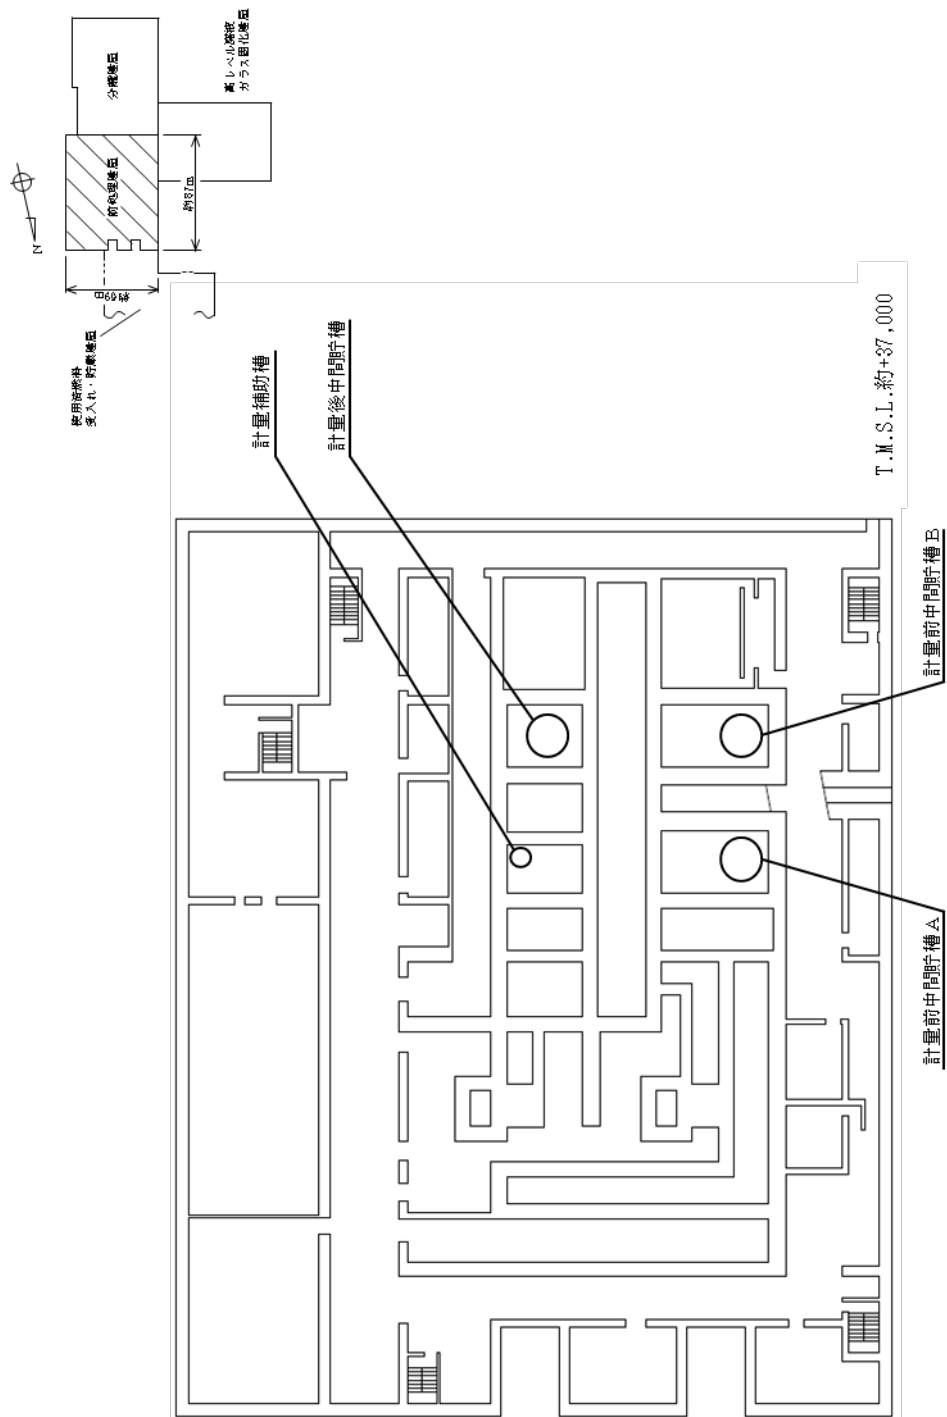 分離建屋
高レベル廃液
ガラス固化建屋
前処理建屋
約87m
約69m
N
使用済燃料
受入れ・貯蔵建屋
計量補助槽
計量後中間貯槽
T.M.S.L.約+37,000
計量前中間貯槽B
計量前中間貯槽A